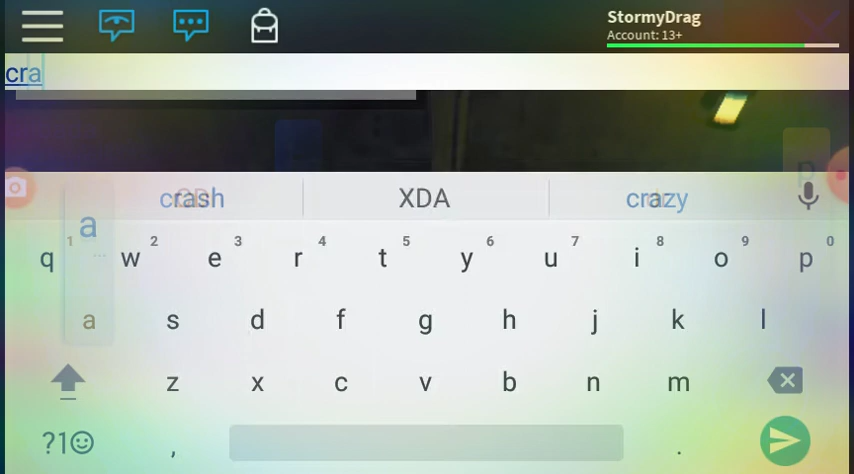 StormyDrag
Account: 13+
cra
crash XDA crazy
1 2 3 4 5 6 7 8 9 0
q w e r t y u i o p
a
a s d f g h j k l
z x c v b n m
?1☺ , .